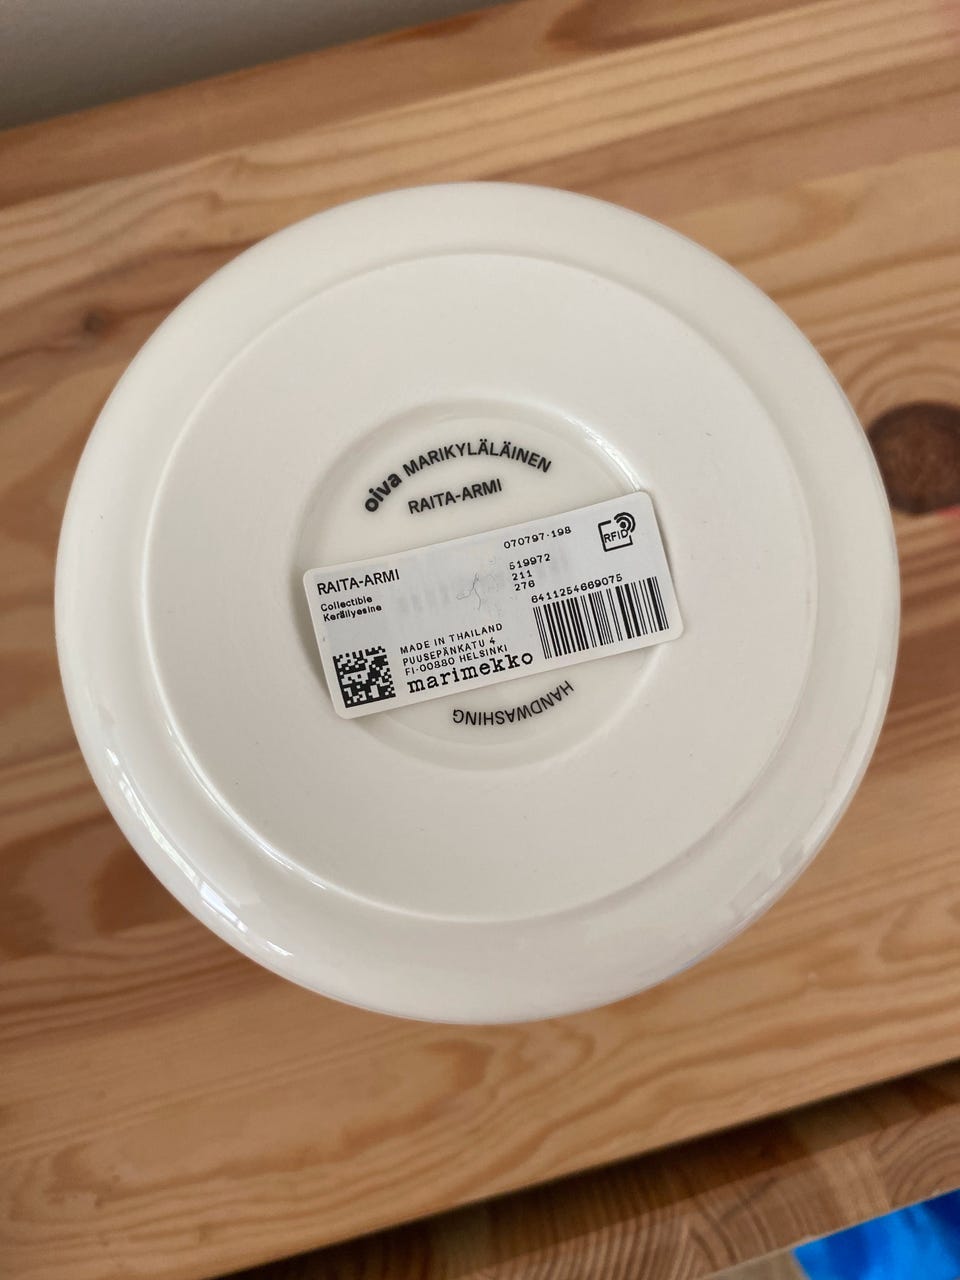 oiva MARIKYLÄLÄINEN
RAITA-ARMI
070797-198
RFID
RAITA-ARMI
Collectible
Keräilyesine
519972
211
276
6411254669075
MADE IN THAILAND
PUUSEPÄNKATU 4
FI-00880 HELSINKI
marimekko
HANDWASHING